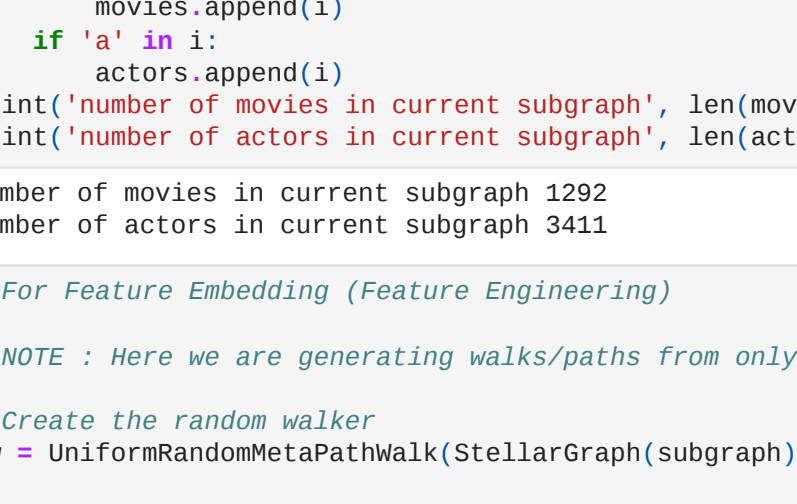 movies.append(i)
if 'a' in i:
actors.append(i)
int('number of movies in current subgraph', len(mov
int('number of actors in current subgraph', len(act
mber of movies in current subgraph 1292
mber of actors in current subgraph 3411
For Feature Embedding (Feature Engineering)
NOTE : Here we are generating walks/paths from only
Create the random walker
= UniformRandomMetaPathWalk(StellarGraph(subgraph)